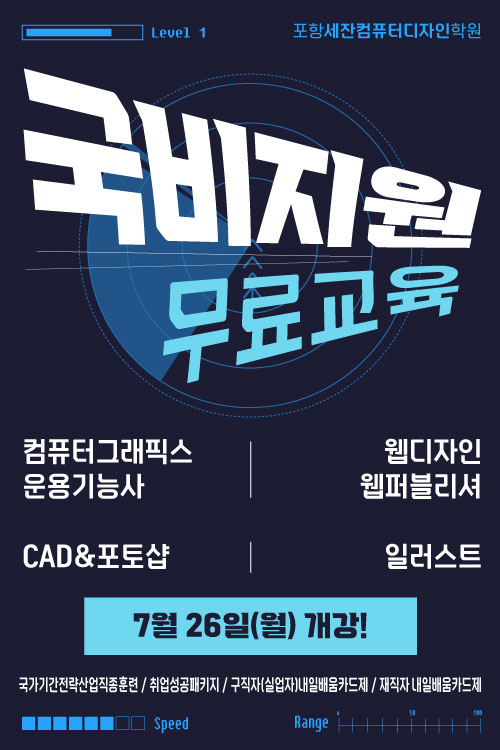 Level 1
포항세잔컴퓨터디자인학원
국비지원
무료교육
컴퓨터그래픽스
운용기능사
웹디자인
웹퍼블리셔
CAD&포토샵
일러스트
7월 26일(월) 개강!
국가기간전략산업직종훈련 / 취업성공패키지 / 구직자(실업자)내일배움카드제 / 재직자 내일배움카드제
Speed
Range
0 50 100